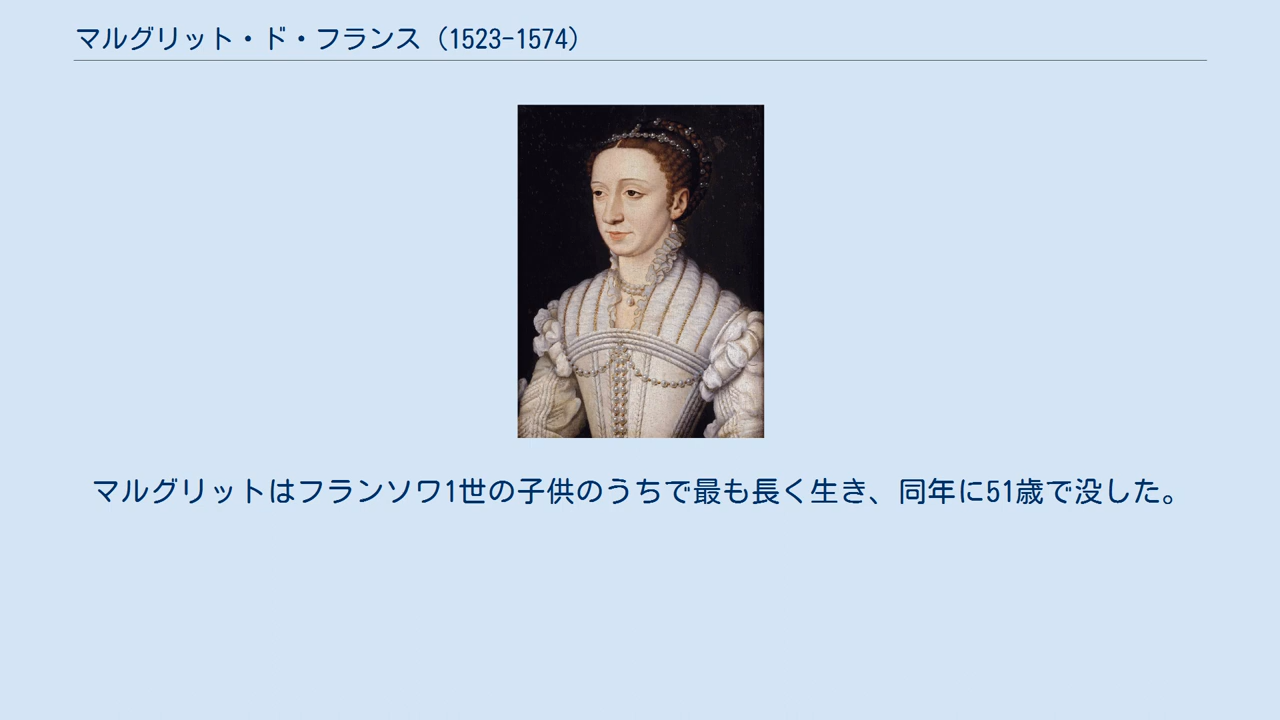 マルグリット・ド・フランス（1523-1574）
マルグリットはフランソワ1世の子供のうちで最も長く生き、同年に51歳で没した。